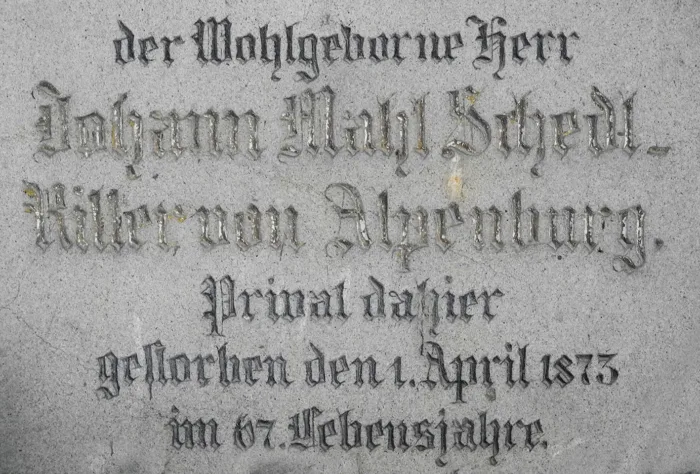 der Wohlgeborne Herr
Johann Mahl Schedl-
Ritter von Alpenburg.
Privat dahier
gestorben den 1. April 1873
im 67. Lebensjahre.